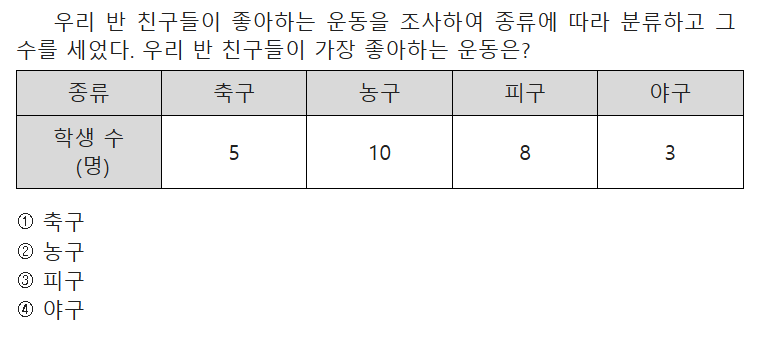 우리 반 친구들이 좋아하는 운동을 조사하여 종류에 따라 분류하고 그
수를 세었다. 우리 반 친구들이 가장 좋아하는 운동은?
종류 축구 농구 피구 야구
학생 수
(명) 5 10 8 3
① 축구
② 농구
③ 피구
④ 야구